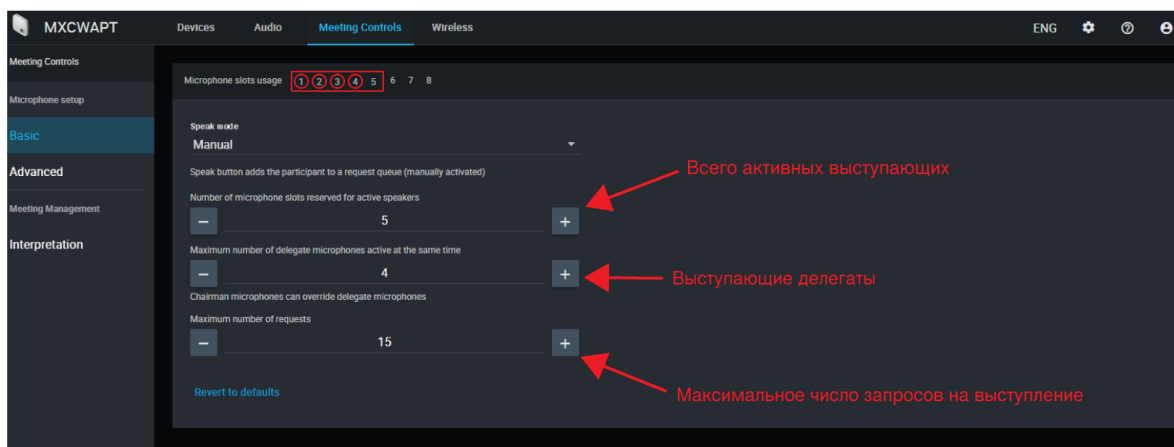 MXCWAPT Devices Audio Meeting Controls Wireless ENG
Meeting Controls
Microphone slots usage 1 2 3 4 5 6 7 8
Microphone setup
Basic
Advanced
Meeting Management
Interpretation
Speak mode
Manual
Speak button adds the participant to a request queue (manually activated)
Number of microphone slots reserved for active speakers
− 5 +
Maximum number of delegate microphones active at the same time
− 4 +
Chairman microphones can override delegate microphones
Maximum number of requests
− 15 +
Revert to defaults
Всего активных выступающих
Выступающие делегаты
Максимальное число запросов на выступление